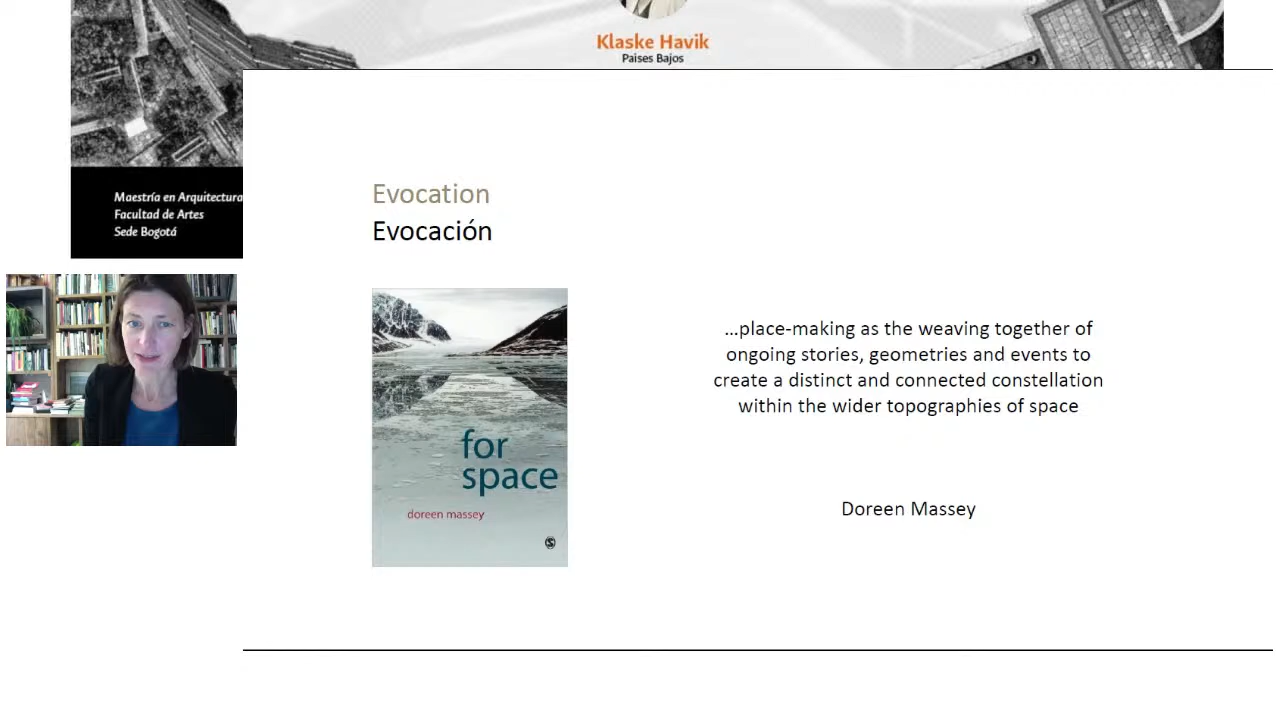 Klaske Havik
Paises Bajos
Maestría en Arquitectura
Facultad de Artes
Sede Bogotá
Evocation
Evocación
for
space
doreen massey
…place-making as the weaving together of
ongoing stories, geometries and events to
create a distinct and connected constellation
within the wider topographies of space
Doreen Massey